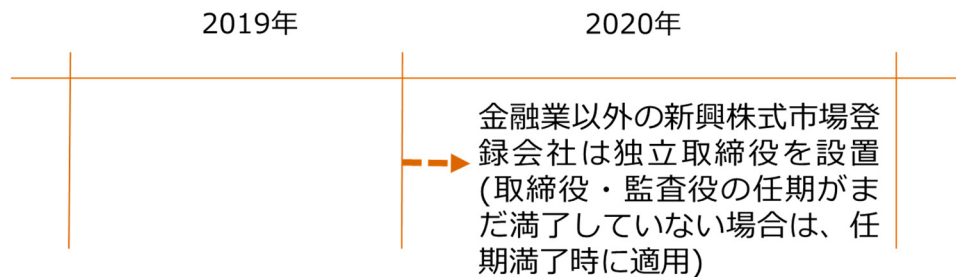 2019年
2020年
金融業以外の新興株式市場登
録会社は独立取締役を設置
(取締役・監査役の任期がま
だ満了していない場合は、任
期満了時に適用)